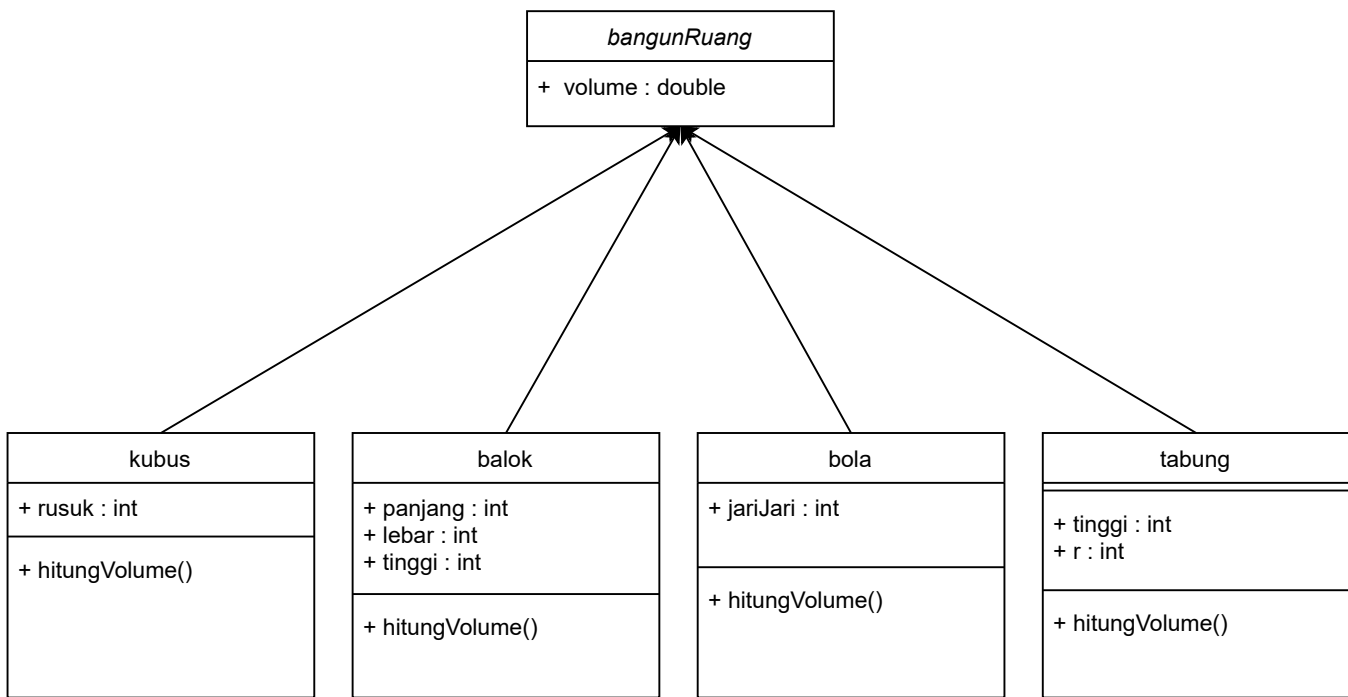 bangunRuang
+ volume : double
kubus
+ rusuk : int
+ hitungVolume()
balok
+ panjang : int
+ lebar : int
+ tinggi : int
+ hitungVolume()
bola
+ jariJari : int
+ hitungVolume()
tabung
+ tinggi : int
+ r : int
+ hitungVolume()